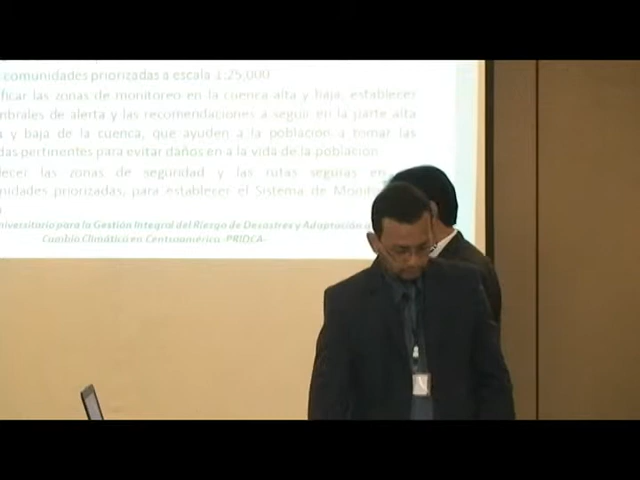 comunidades priorizadas a escala 1:25,000
ficar las zonas de monitoreo en la cuenca alta y baja, establecer
mbrales de alerta y las recomendaciones a seguir en la parte alta
a y baja de la cuenca, que ayuden a la población a tomar las
das pertinentes para evitar daños en a la vida de la población
lecer las zonas de seguridad y las rutas seguras en
nidades priorizadas, para establecer el Sistema de Monit
niversitario para la Gestión Integral del Riesgo de Desastres y Adaptación a
Cambio Climático en Centroamérica -PRIDCA-